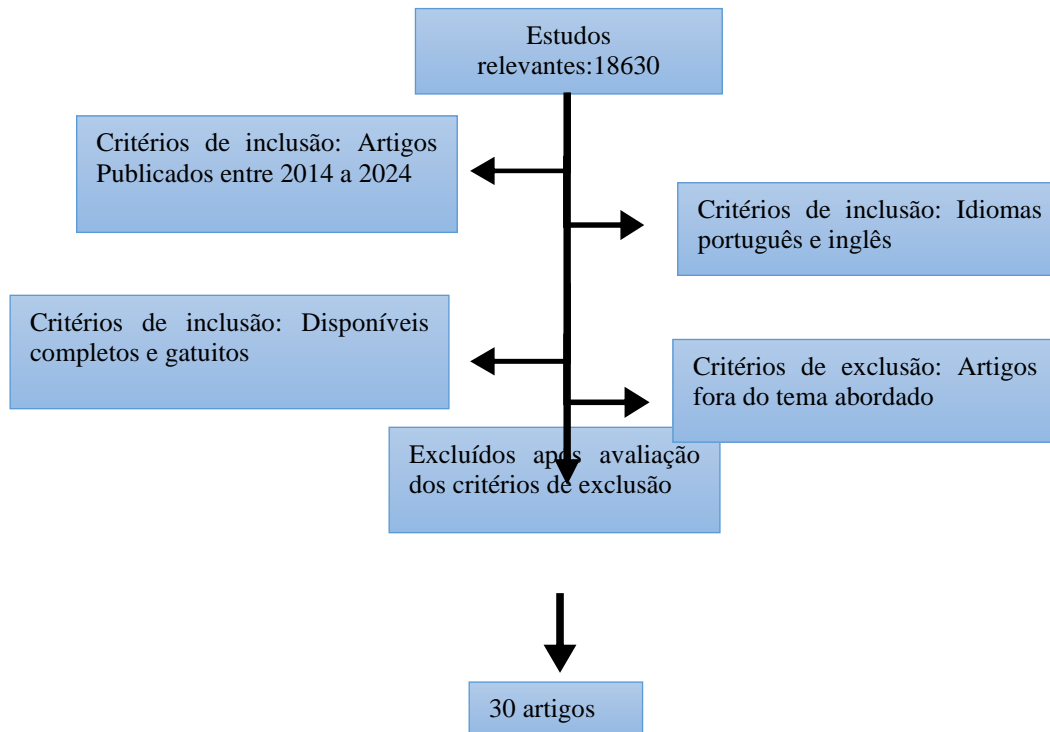 Estudos
relevantes:18630
Critérios de inclusão: Artigos
Publicados entre 2014 a 2024
Critérios de inclusão: Idiomas
português e inglês
Critérios de inclusão: Disponíveis
completos e gatuitos
Critérios de exclusão: Artigos
fora do tema abordado
Excluídos após avaliação
dos critérios de exclusão
30 artigos